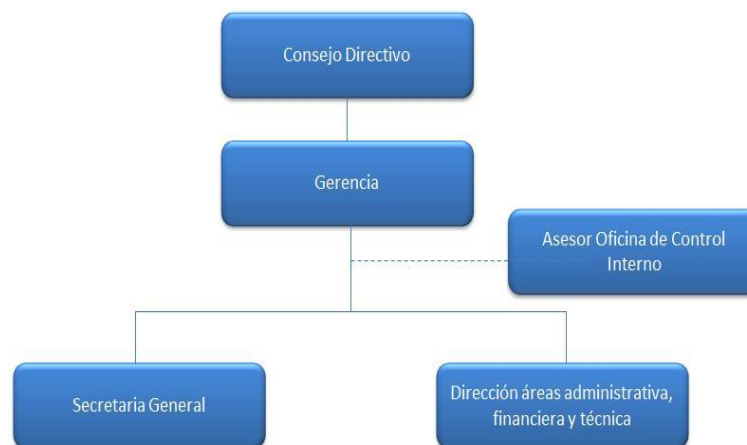 Consejo Directivo
Gerencia
Asesor Oficina de Control
Interno
Secretaria General
Dirección áreas administrativa,
financiera y técnica